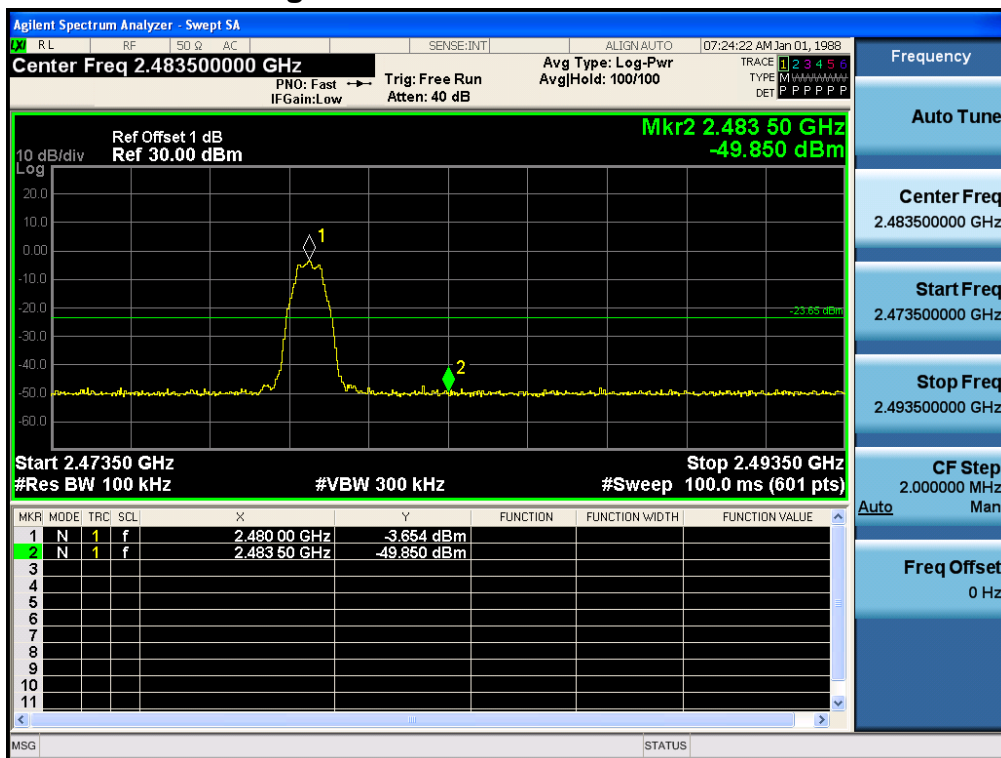 Agilent Spectrum Analyzer - Swept SA
LXI RL RF 50 Ω AC SENSE:INT ALIGN AUTO 07:24:22 AM Jan 01, 1988
Center Freq 2.483500000 GHz
PNO: Fast
IFGain:Low
Trig: Free Run
Atten: 40 dB
Avg Type: Log-Pwr
Avg|Hold: 100/100
TRACE 1 2 3 4 5 6
TYPE M
DET P P P P P P
Frequency
Mkr2 2.483 50 GHz
-49.850 dBm
Ref Offset 1 dB
10 dB/div Ref 30.00 dBm
Log
20.0
10.0
0.00
-10.0
-20.0
-30.0
-40.0
-50.0
-60.0
1
-23.65 dBm
2
Start 2.47350 GHz Stop 2.49350 GHz
#Res BW 100 kHz #VBW 300 kHz #Sweep 100.0 ms (601 pts)
MKR MODE TRC SCL X Y FUNCTION FUNCTION WIDTH FUNCTION VALUE
1 N 1 f 2.480 00 GHz -3.654 dBm
2 N 1 f 2.483 50 GHz -49.850 dBm
3
4
5
6
7
8
9
10
11
MSG STATUS
Auto Tune
Center Freq
2.483500000 GHz
Start Freq
2.473500000 GHz
Stop Freq
2.493500000 GHz
CF Step
2.000000 MHz
Auto Man
Freq Offset
0 Hz